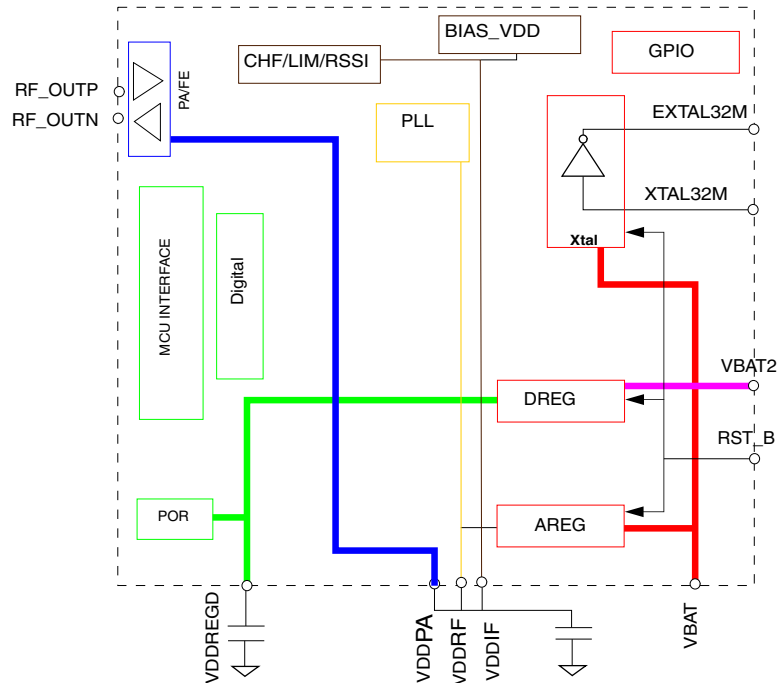 BIAS_VDD
GPIO
CHF/LIM/RSSI
PA/FE
RF_OUTP
RF_OUTN
PLL
EXTAL32M
XTAL32M
Xtal
MCU INTERFACE
Digital
VBAT2
DREG
RST_B
POR
AREG
VDDREGD
VDDPA
VDDRF
VDDIF
VBAT